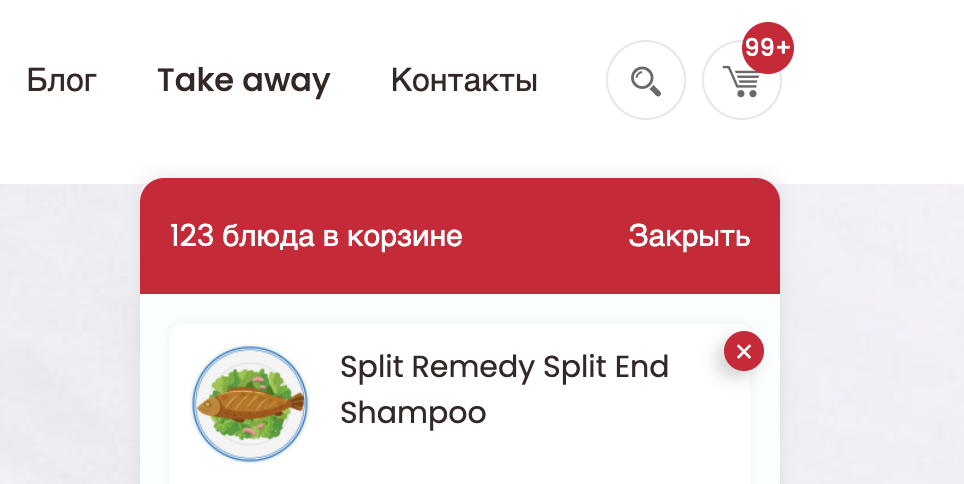 Блог Take away Контакты 99+
123 блюда в корзине Закрыть
Split Remedy Split End
Shampoo